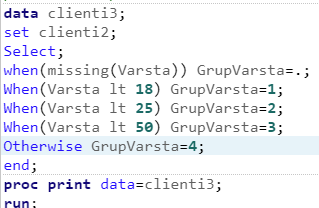 data clienti3;
set clienti2;
Select;
when(missing(Varsta)) GrupVarsta=.;
When(Varsta lt 18) GrupVarsta=1;
When(Varsta lt 25) GrupVarsta=2;
When(Varsta lt 50) GrupVarsta=3;
Otherwise GrupVarsta=4;
end;
proc print data=clienti3;
run;